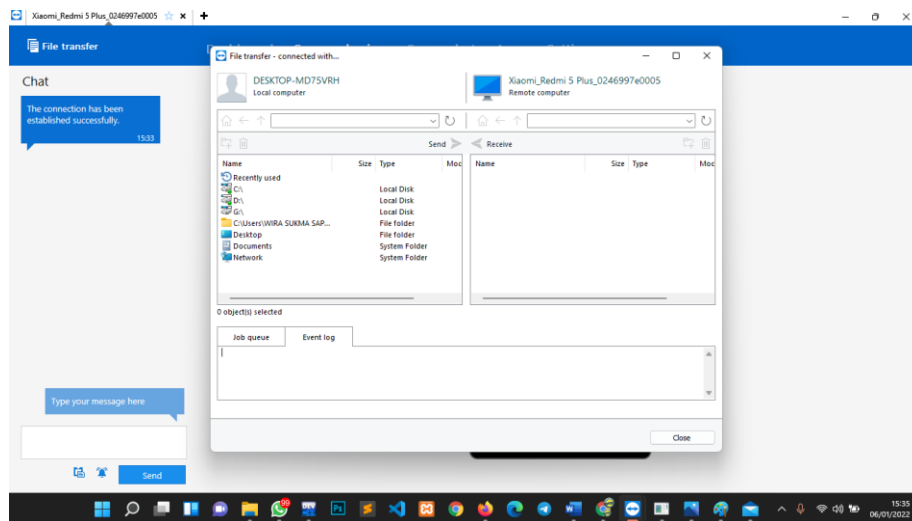 Xiaomi_Redmi 5 Plus_0246997e0005
File transfer
Chat
The connection has been
established successfully.
15:33
Type your message here
Send
File transfer - connected with...
DESKTOP-MD75VRH
Local computer
Xiaomi_Redmi 5 Plus_0246997e0005
Remote computer
Send
Receive
Name Size Type Mod
Recently used
C:\ Local Disk
D:\ Local Disk
G:\ Local Disk
C:\Users\WIRA SUKMA SAP... File folder
Desktop File folder
Documents System Folder
Network System Folder
Name Size Type Mod
0 object(s) selected
Job queue Event log
Close
99
Ps
15:35
06/01/2022